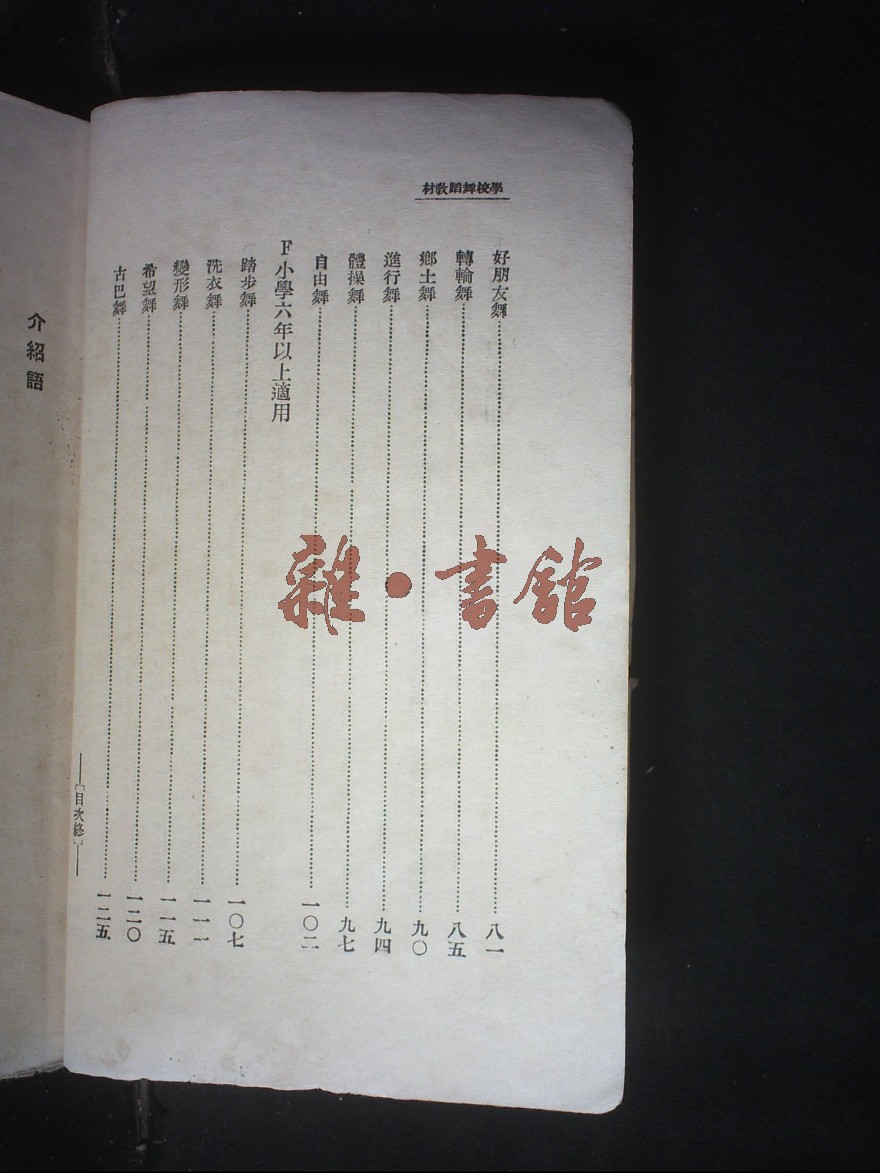 學校舞蹈教材
好朋友舞……八一
轉輪舞……八五
鄉土舞……九〇
進行舞……九四
體操舞……九七
自由舞……一〇二
F 小學六年以上適用
踏步舞……一〇七
洗衣舞……一一一
變形舞……一一五
希望舞……一二〇
古巴舞……一二五
——〔目次終〕——
介紹語
雜·書館